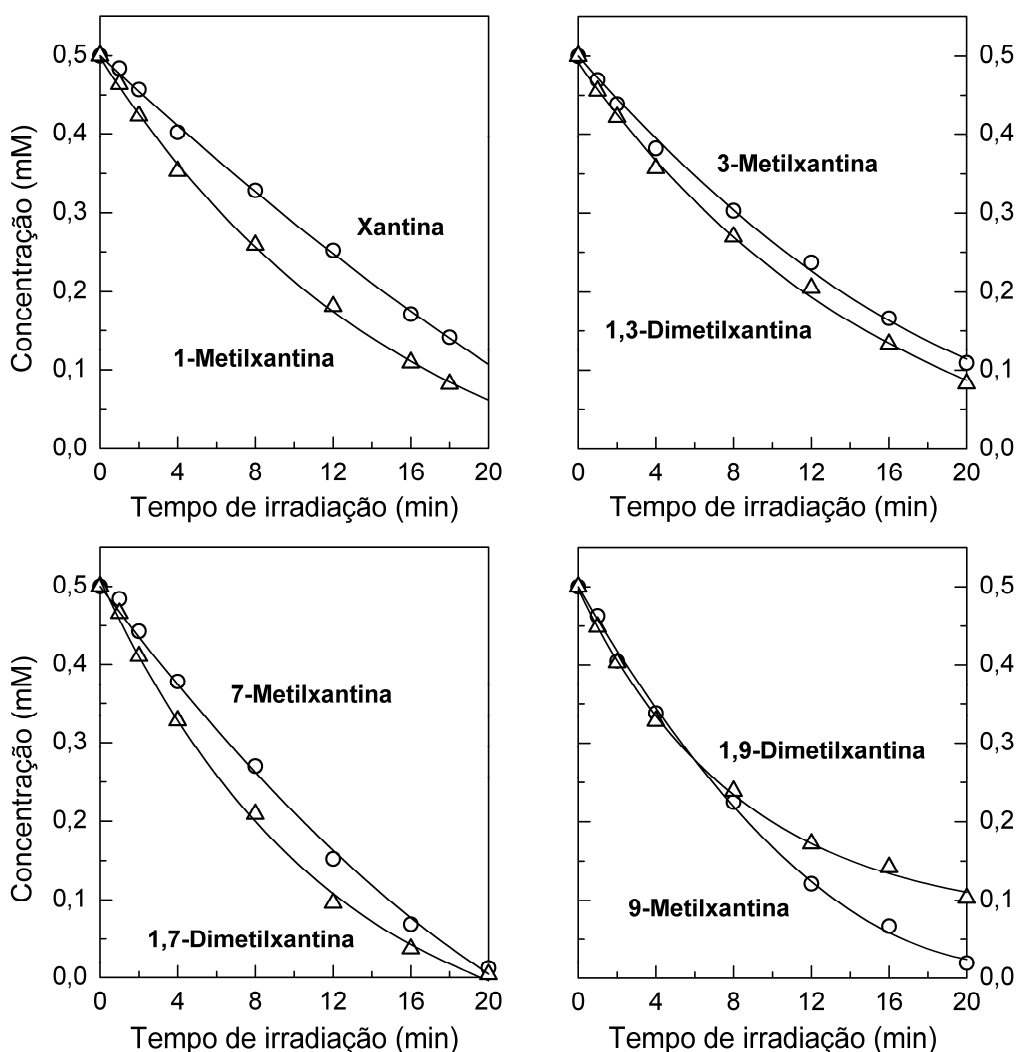 Concentração (mM)
0,5
0,4
0,3
0,2
0,1
0,0
Xantina
1-Metilxantina
0 4 8 12 16 20
Tempo de irradiação (min)
3-Metilxantina
1,3-Dimetilxantina
0,5
0,4
0,3
0,2
0,1
0,0
0 4 8 12 16 20
Tempo de irradiação (min)
Concentração (mM)
0,5
0,4
0,3
0,2
0,1
0,0
7-Metilxantina
1,7-Dimetilxantina
0 4 8 12 16 20
Tempo de irradiação (min)
1,9-Dimetilxantina
9-Metilxantina
0,5
0,4
0,3
0,2
0,1
0,0
0 4 8 12 16 20
Tempo de irradiação (min)